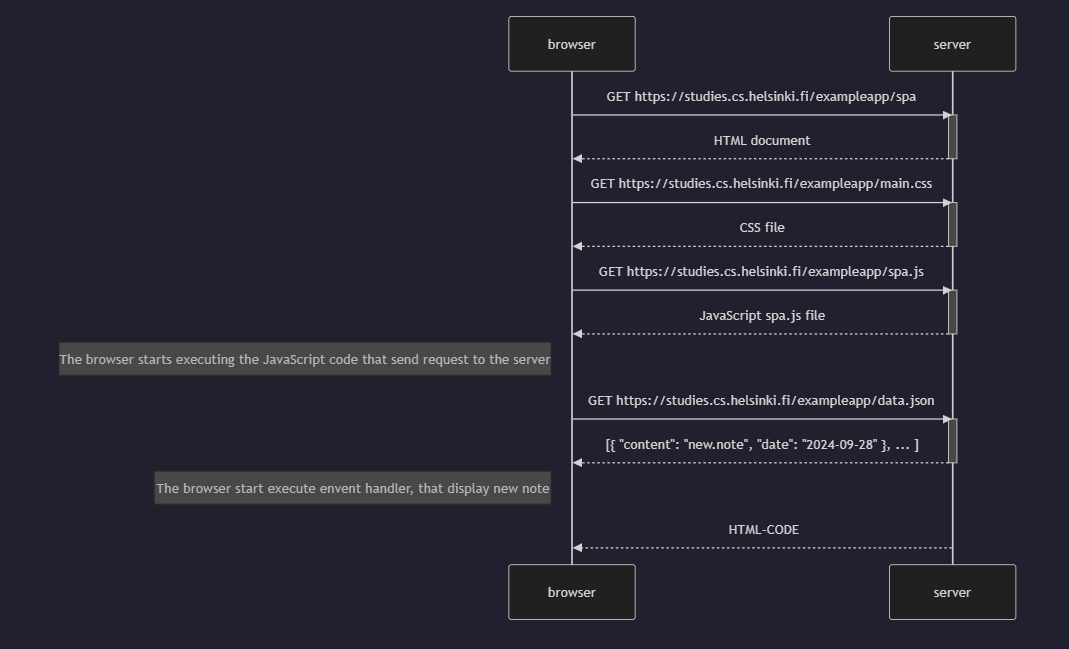 browser
server
GET https://studies.cs.helsinki.fi/exampleapp/spa
HTML document
GET https://studies.cs.helsinki.fi/exampleapp/main.css
CSS file
GET https://studies.cs.helsinki.fi/exampleapp/spa.js
JavaScript spa.js file
The browser starts executing the JavaScript code that send request to the server
GET https://studies.cs.helsinki.fi/exampleapp/data.json
[{ "content": "new.note", "date": "2024-09-28" }, ... ]
The browser start execute envent handler, that display new note
HTML-CODE
browser
server